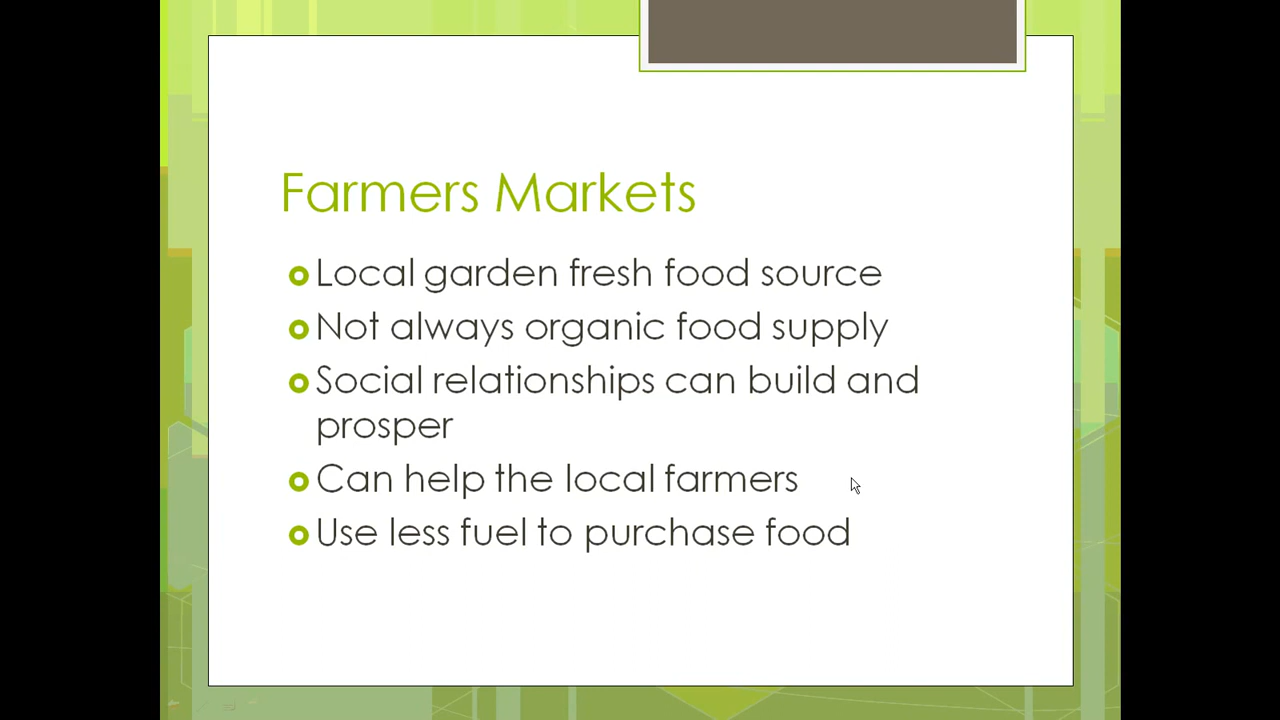 Farmers Markets
Local garden fresh food source
Not always organic food supply
Social relationships can build and
prosper
Can help the local farmers
Use less fuel to purchase food